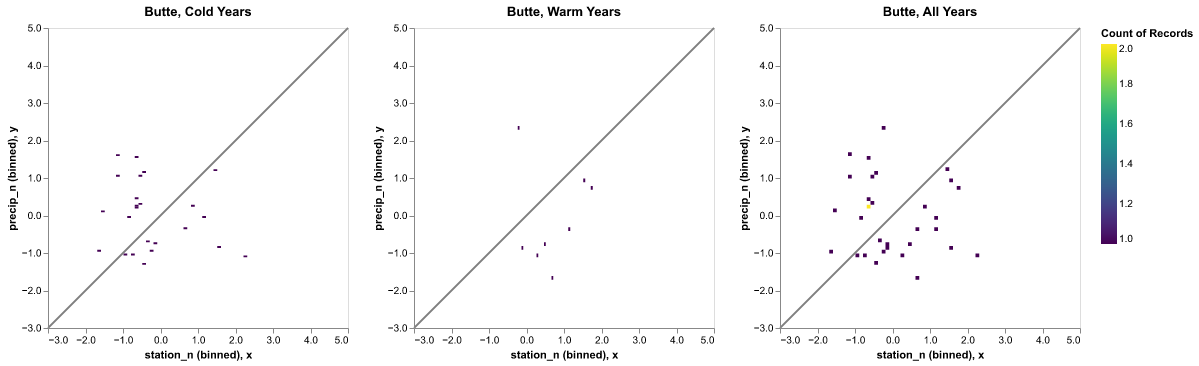 Butte, Cold Years
5.0
4.0
3.0
2.0
1.0
0.0
−1.0
−2.0
−3.0
precip_n (binned), y
−3.0 −2.0 −1.0 0.0 1.0 2.0 3.0 4.0 5.0
station_n (binned), x
Butte, Warm Years
5.0
4.0
3.0
2.0
1.0
0.0
−1.0
−2.0
−3.0
precip_n (binned), y
−3.0 −2.0 −1.0 0.0 1.0 2.0 3.0 4.0 5.0
station_n (binned), x
Butte, All Years
5.0
4.0
3.0
2.0
1.0
0.0
−1.0
−2.0
−3.0
precip_n (binned), y
−3.0 −2.0 −1.0 0.0 1.0 2.0 3.0 4.0 5.0
station_n (binned), x
Count of Records
2.0
1.8
1.6
1.4
1.2
1.0